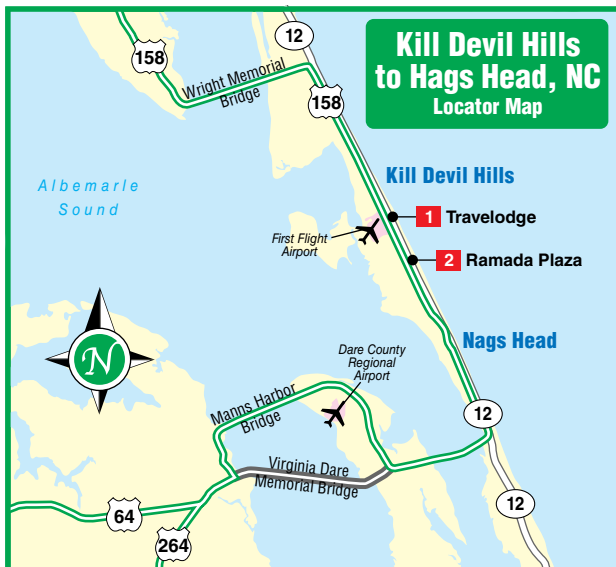 Kill Devil Hills
to Hags Head, NC
Locator Map
12
158
Wright Memorial
Bridge
158
Kill Devil Hills
Albemarle
Sound
1 Travelodge
First Flight
Airport
2 Ramada Plaza
Nags Head
N
Dare County
Regional
Airport
Manns Harbor
Bridge
12
Virginia Dare
Memorial Bridge
12
64
264